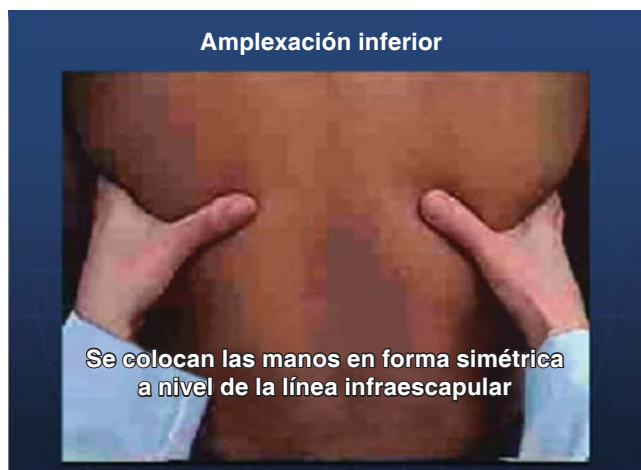 Amplexación inferior
Se colocan las manos en forma simétrica
a nivel de la línea infraescapular